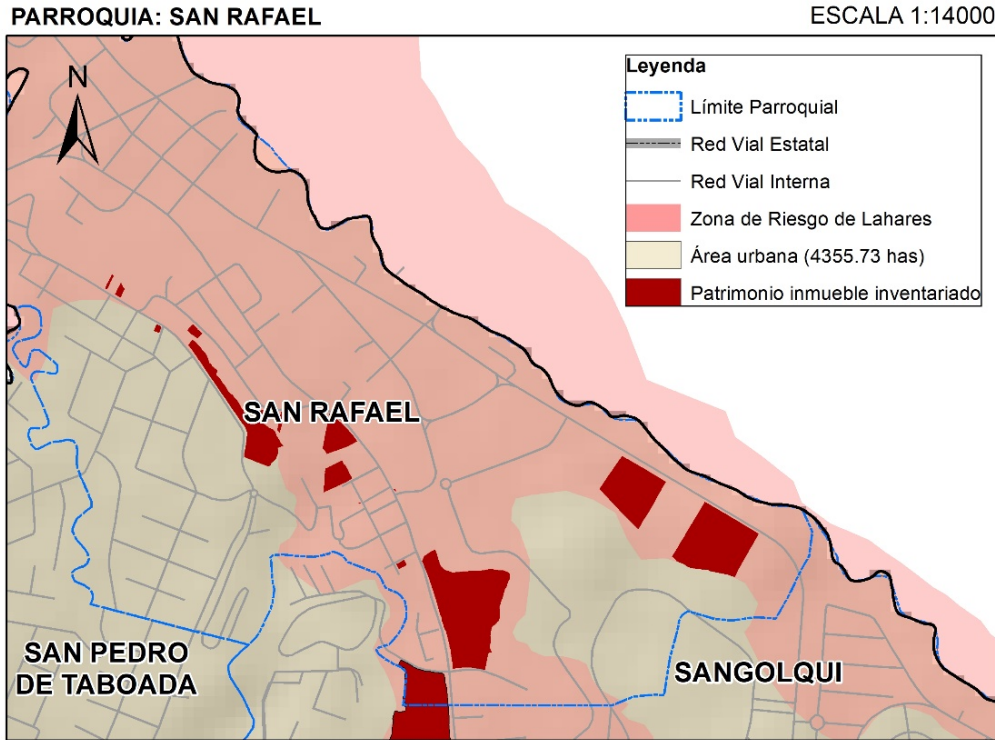 PARROQUIA: SAN RAFAEL
ESCALA 1:14000
N
Leyenda
Límite Parroquial
Red Vial Estatal
Red Vial Interna
Zona de Riesgo de Lahares
Área urbana (4355.73 has)
Patrimonio inmueble inventariado
SAN RAFAEL
SAN PEDRO
DE TABOADA
SANGOLQUI